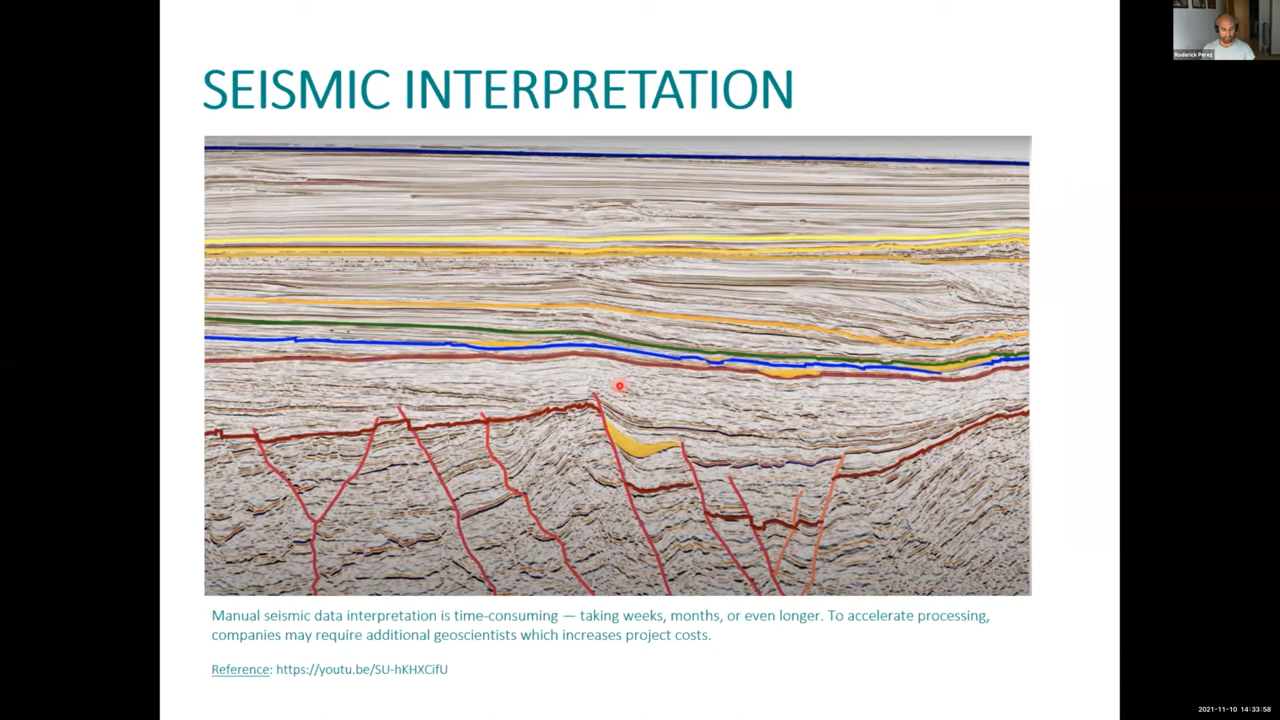 Roderick Perez
SEISMIC INTERPRETATION
Manual seismic data interpretation is time-consuming — taking weeks, months, or even longer. To accelerate processing,
companies may require additional geoscientists which increases project costs.
Reference: https://youtu.be/SU-hKHXCifU
2021-11-10 14:33:58